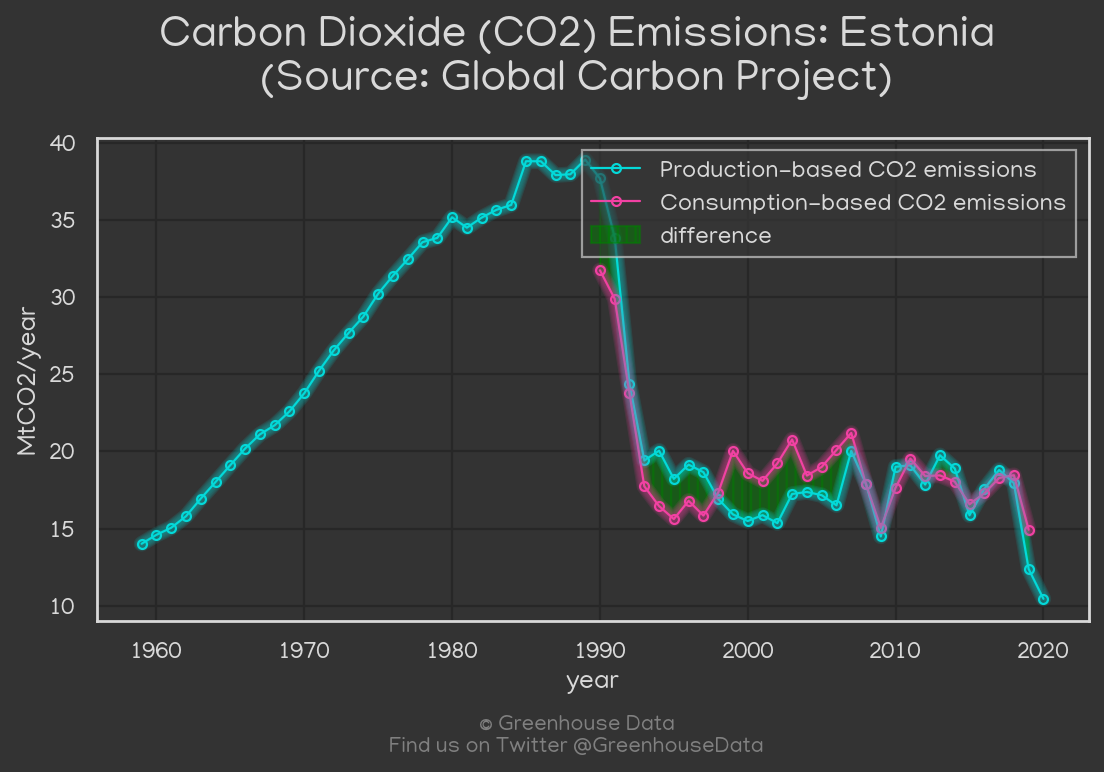 Carbon Dioxide (CO2) Emissions: Estonia
(Source: Global Carbon Project)
40
35
30
25
20
15
10
MtCO2/year
Production-based CO2 emissions
Consumption-based CO2 emissions
difference
1960 1970 1980 1990 2000 2010 2020
year
© Greenhouse Data
Find us on Twitter @GreenhouseData